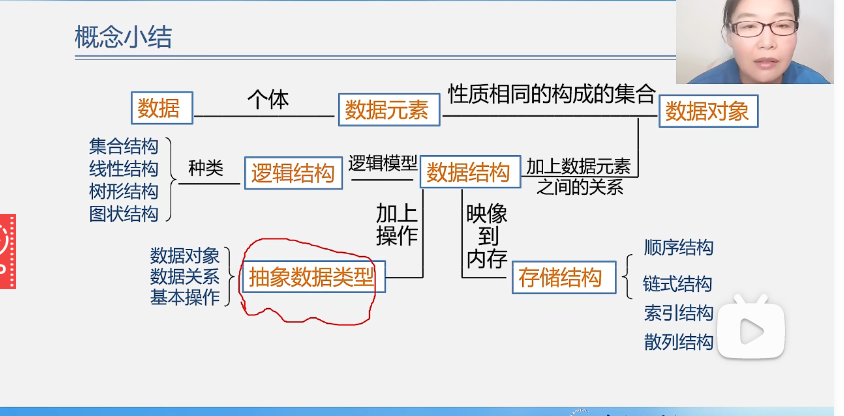 概念小结
数据
个体
数据元素
性质相同的构成的集合
数据对象
集合结构
线性结构
树形结构
图状结构
种类
逻辑结构
逻辑模型
数据结构
加上数据元素
之间的关系
加上
操作
映像
到
内存
数据对象
数据关系
基本操作
抽象数据类型
存储结构
顺序结构
链式结构
索引结构
散列结构